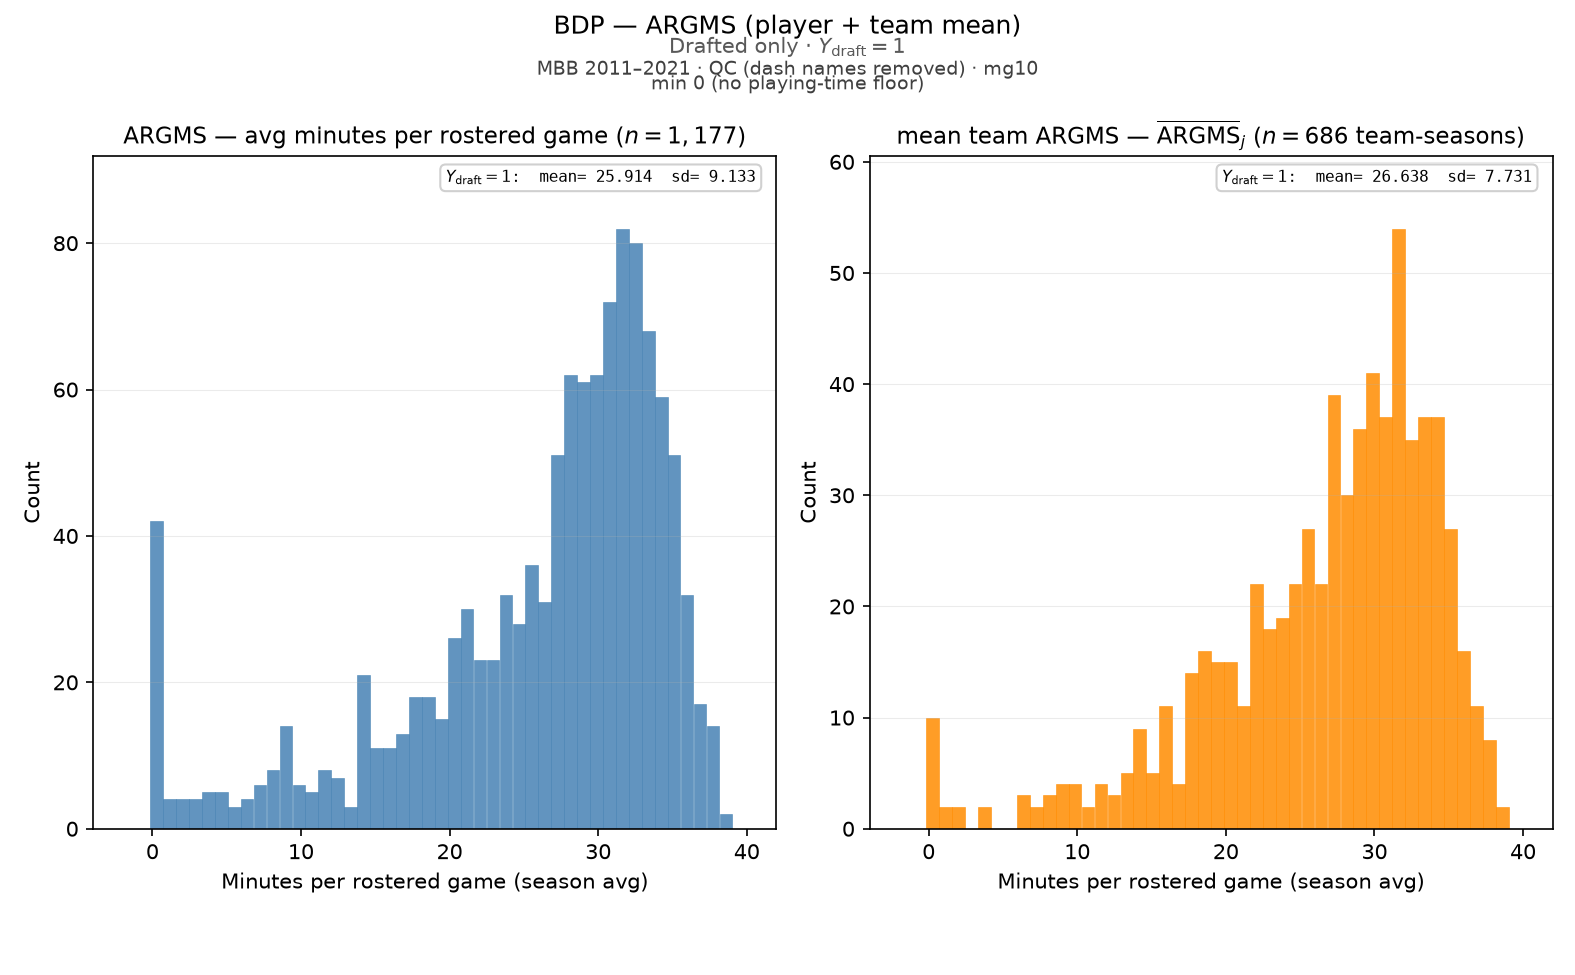 BDP — ARGMS (player + team mean)
Drafted only · Y_draft = 1
MBB 2011–2021 · QC (dash names removed) · mg10
min 0 (no playing-time floor)
ARGMS — avg minutes per rostered game (n = 1, 177)
Y_draft = 1: mean= 25.914 sd= 9.133
80
60
40
20
0
Count
0 10 20 30 40
Minutes per rostered game (season avg)
mean team ARGMS — A̅R̅G̅M̅S̅_j (n = 686 team-seasons)
Y_draft = 1: mean= 26.638 sd= 7.731
60
50
40
30
20
10
0
Count
0 10 20 30 40
Minutes per rostered game (season avg)